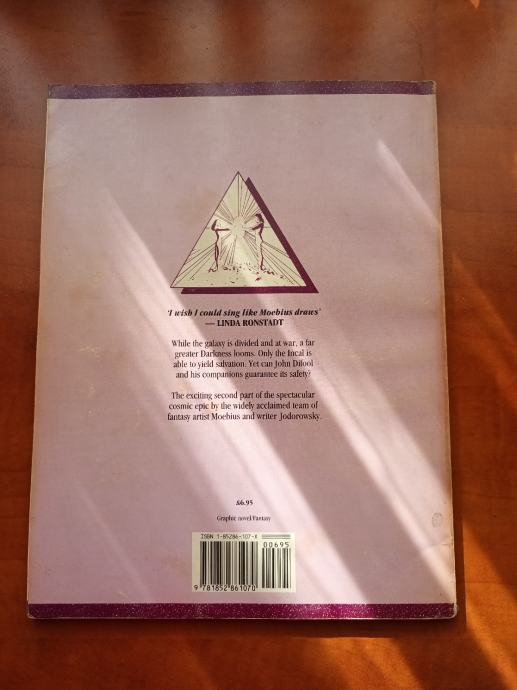 'I wish I could sing like Moebius draws'
— LINDA RONSTADT
While the galaxy is divided and at war, a far
greater Darkness looms. Only the Incal is
able to yield salvation. Yet can John Difool
and his companions guarantee its safety?
The exciting second part of the spectacular
cosmic epic by the widely acclaimed team of
fantasy artist Moebius and writer Jodorowsky.
£6.95
Graphic novel/Fantasy
ISBN 1-85286-107-X
00695
9 781852 861070